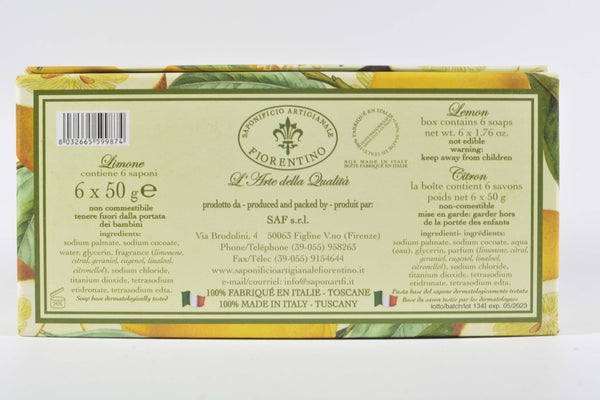 8 032665 599874
Limone
contiene 6 saponi
6 x 50 g e
non commestibile
tenere fuori dalla portata
dei bambini
ingredienti/ingredients:
sodium palmate, sodium cocoate,
water, glycerin, fragrance (limonene,
citral, geraniol, eugenol, linalool,
citronellol), sodium chloride,
titanium dioxide, tetrasodium
etidronate, tetrasodium edta.
Soap base dermatologically tested
SAPONIFICIO ARTIGIANALE
FIORENTINO
L'Arte della Qualità
prodotto da - produced and packed by - produit par:
SAF s.r.l.
Via Brodolini, 4 50063 Figline V.no (Firenze)
Phone/Teléphone (39-055) 958263
Fax/Télec (39-055) 9154644
www.saponificioartigianalefiorentino.it
e-mail/courriel: info@saponartfi.it
100% FABRIQUÉ EN ITALIE - TOSCANE
100% MADE IN ITALY - TUSCANY
BOX MADE IN ITALY
BOÎTE FABRIQUÉ EN ITALIE
Lemon
box contains 6 soaps
net wt. 6 x 1.76 oz.
not edible
warning:
keep away from children
Citron
la boîte contient 6 savons
poids net 6 x 50 g
non-comestible
mise en garde: garder hors
de la portée des enfants
ingredienti- ingrédients:
sodium palmate, sodium cocoate, aqua
(eau), glycerin, parfum (limonene,
citral, geraniol, eugenol, linalool,
citronellol), sodium chloride,
titanium dioxide, tetrasodium
etidronate, tetrasodium edta.
Pasta base del sapone dermatologicamente testata
Base du savon testée par les dermatologues
lotto/batch/lot 134I exp. 05/2023